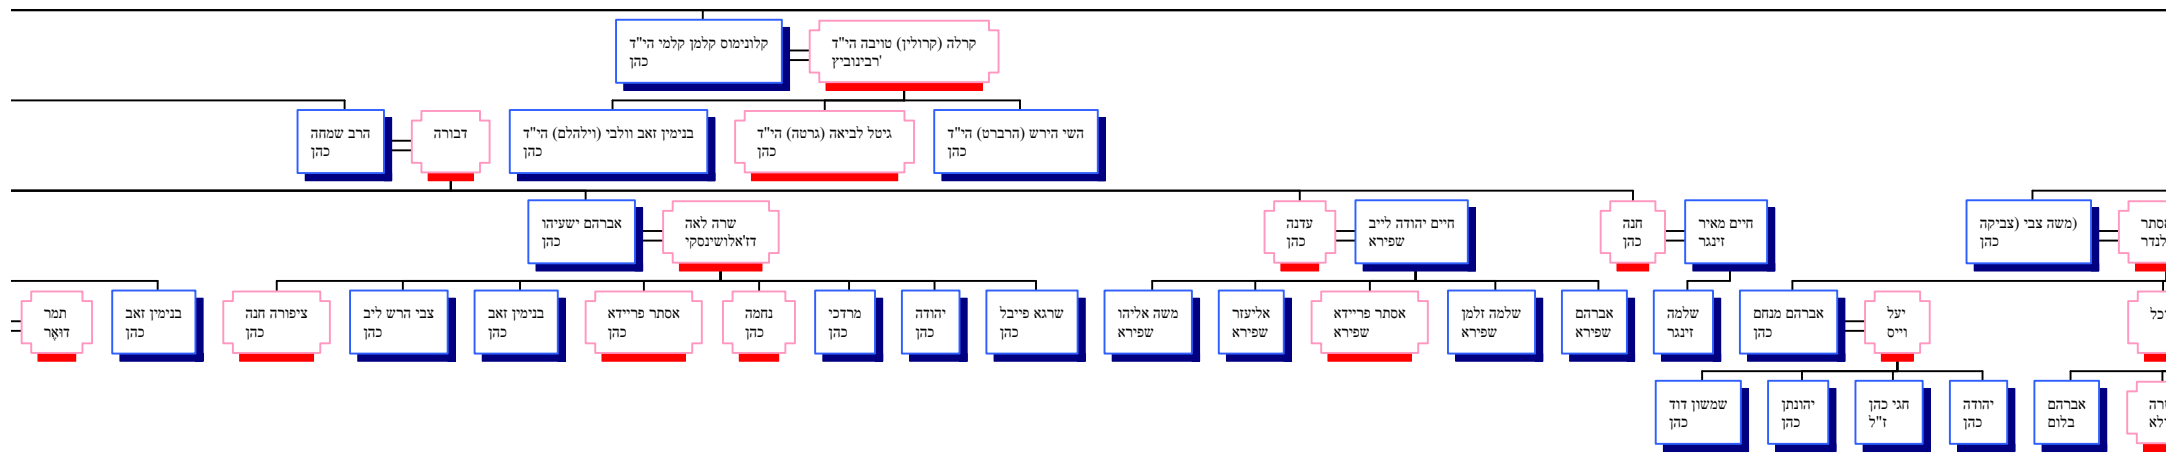 קרלה (קרולין) טויבה הי"ד
רבינוביץ'
קלונימוס קלמן קלמי הי"ד
כהן
השי הירש (הרברט) הי"ד
כהן
גיטל לביאה (גרטה) הי"ד
כהן
בנימין זאב וולבי (וילהלם) הי"ד
כהן
דבורה
הרב שמחה
כהן
משה צבי (צביקה)
כהן
חיים מאיר
זינגר
חנה
כהן
חיים יהודה לייב
שפירא
עדנה
כהן
שרה לאה
דז'אלושינסקי
אברהם ישעיהו
כהן
יעל
וייס
אברהם מנחם
כהן
שלמה
זינגר
אברהם
שפירא
שלמה זלמן
שפירא
אסתר פריידא
שפירא
אליעזר
שפירא
משה אליהו
שפירא
שרגא פייבל
כהן
יהודה
כהן
מרדכי
כהן
נחמה
כהן
אסתר פריידא
כהן
בנימין זאב
כהן
צבי הרש ליב
כהן
ציפורה חנה
כהן
בנימין זאב
כהן
תמר
דּוּאֶר
אברהם
בלום
יהודה
כהן
חגי כהן
ז"ל
יהונתן
כהן
שמשון דוד
כהן